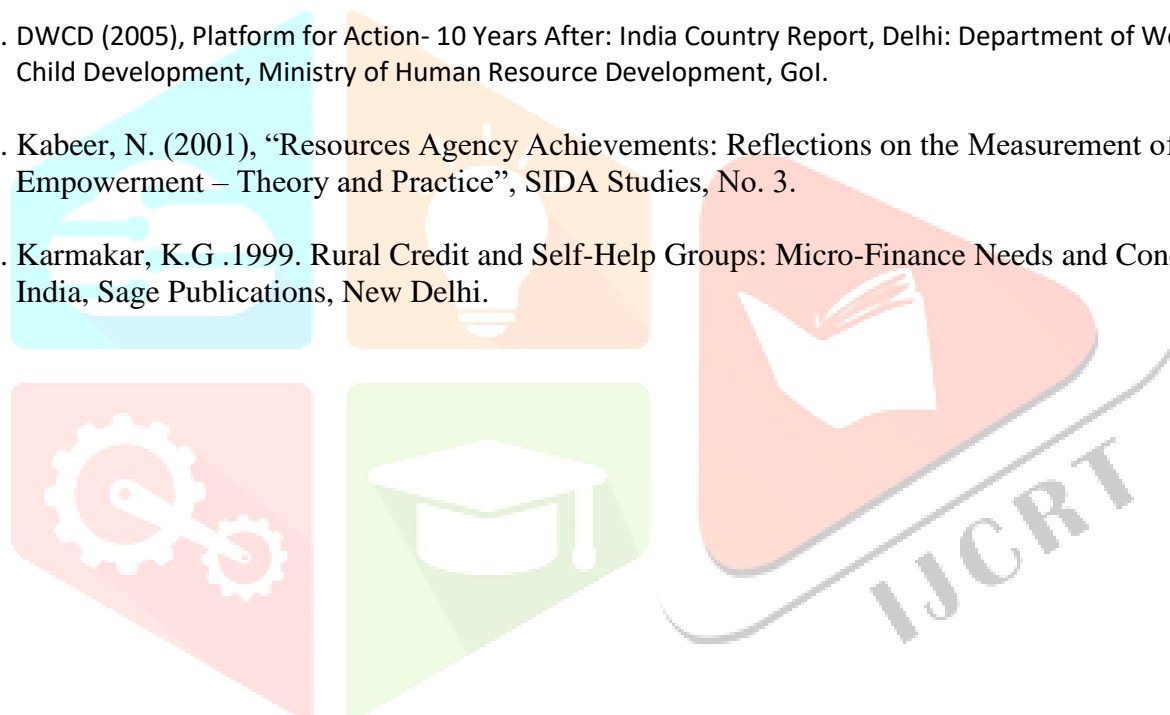 . DWCD (2005), Platform for Action- 10 Years After: India Country Report, Delhi: Department of
Child Development, Ministry of Human Resource Development, GoI.
. Kabeer, N. (2001), “Resources Agency Achievements: Reflections on the Measurement of
Empowerment – Theory and Practice”, SIDA Studies, No. 3.
. Karmakar, K.G .1999. Rural Credit and Self-Help Groups: Micro-Finance Needs and
India, Sage Publications, New Delhi.
IJCRT